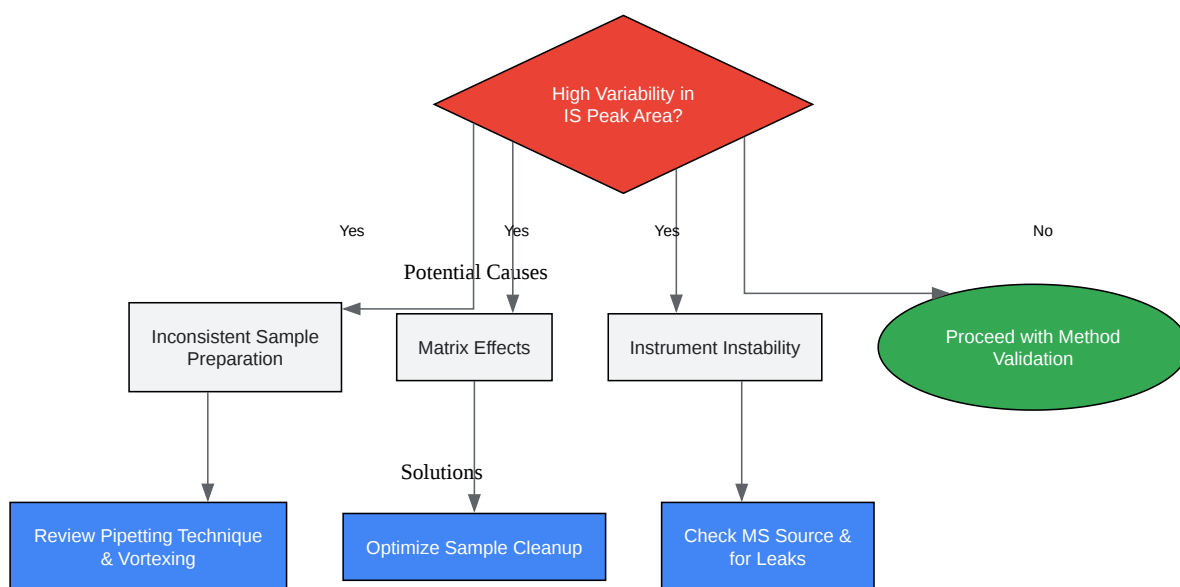 High Variability in
IS Peak Area?
Yes
Yes
Yes
No
Potential Causes
Inconsistent Sample
Preparation
Matrix Effects
Instrument Instability
Proceed with Method
Validation
Solutions
Review Pipetting Technique
& Vortexing
Optimize Sample Cleanup
Check MS Source &
for Leaks